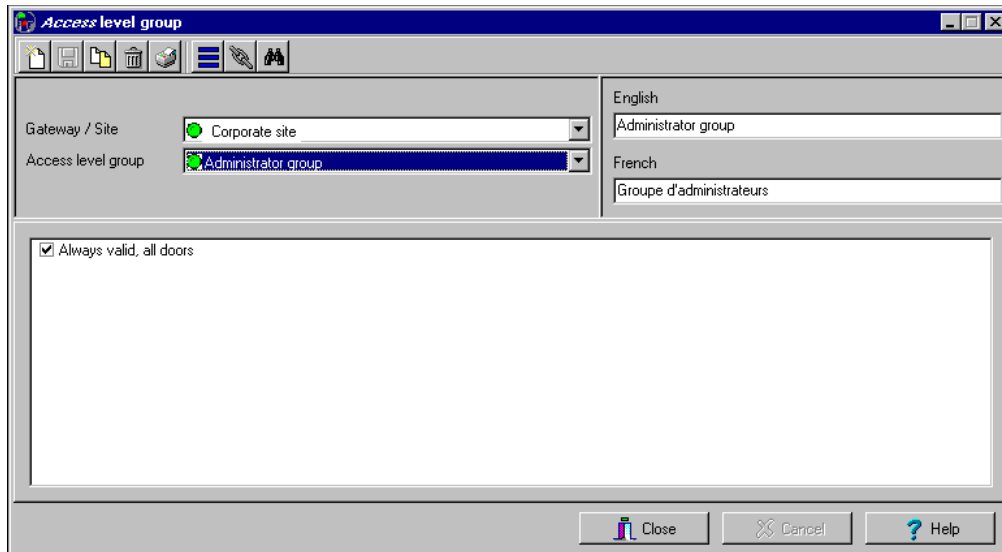 Access level group
Gateway / Site
Corporate site
Access level group
Administrator group
English
Administrator group
French
Groupe d'administrateurs
Always valid, all doors
Close
Cancel
Help